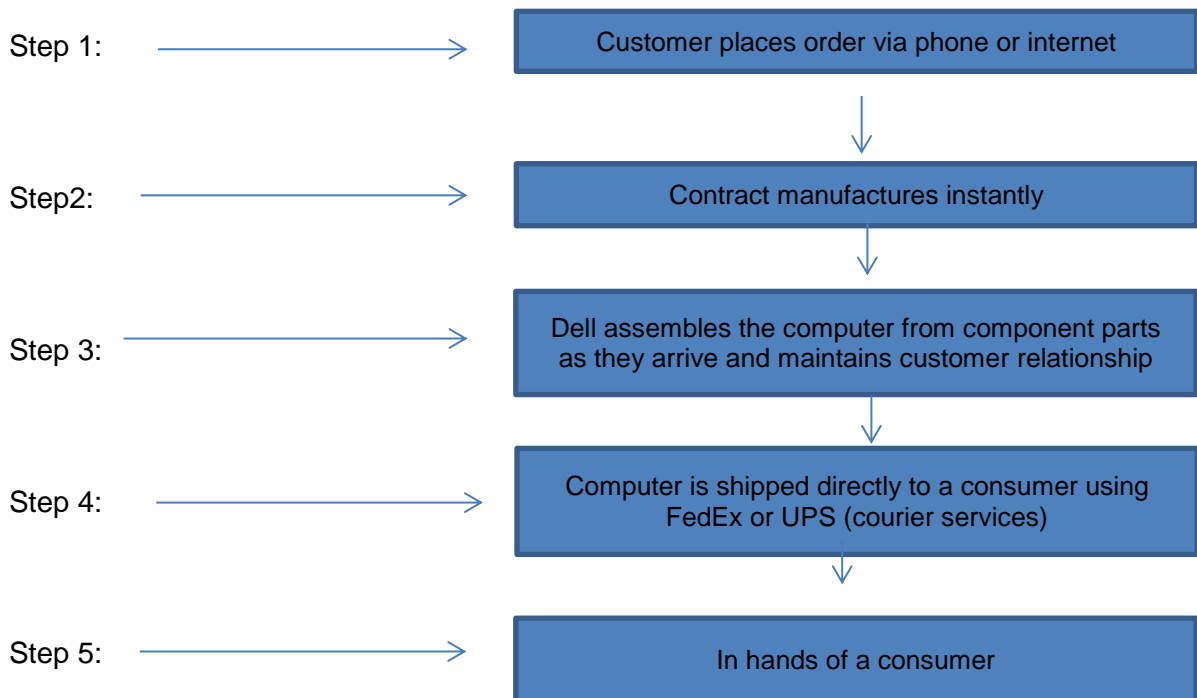 Step 1:
Customer places order via phone or internet
Step2:
Contract manufactures instantly
Step 3:
Dell assembles the computer from component parts
as they arrive and maintains customer relationship
Step 4:
Computer is shipped directly to a consumer using
FedEx or UPS (courier services)
Step 5:
In hands of a consumer